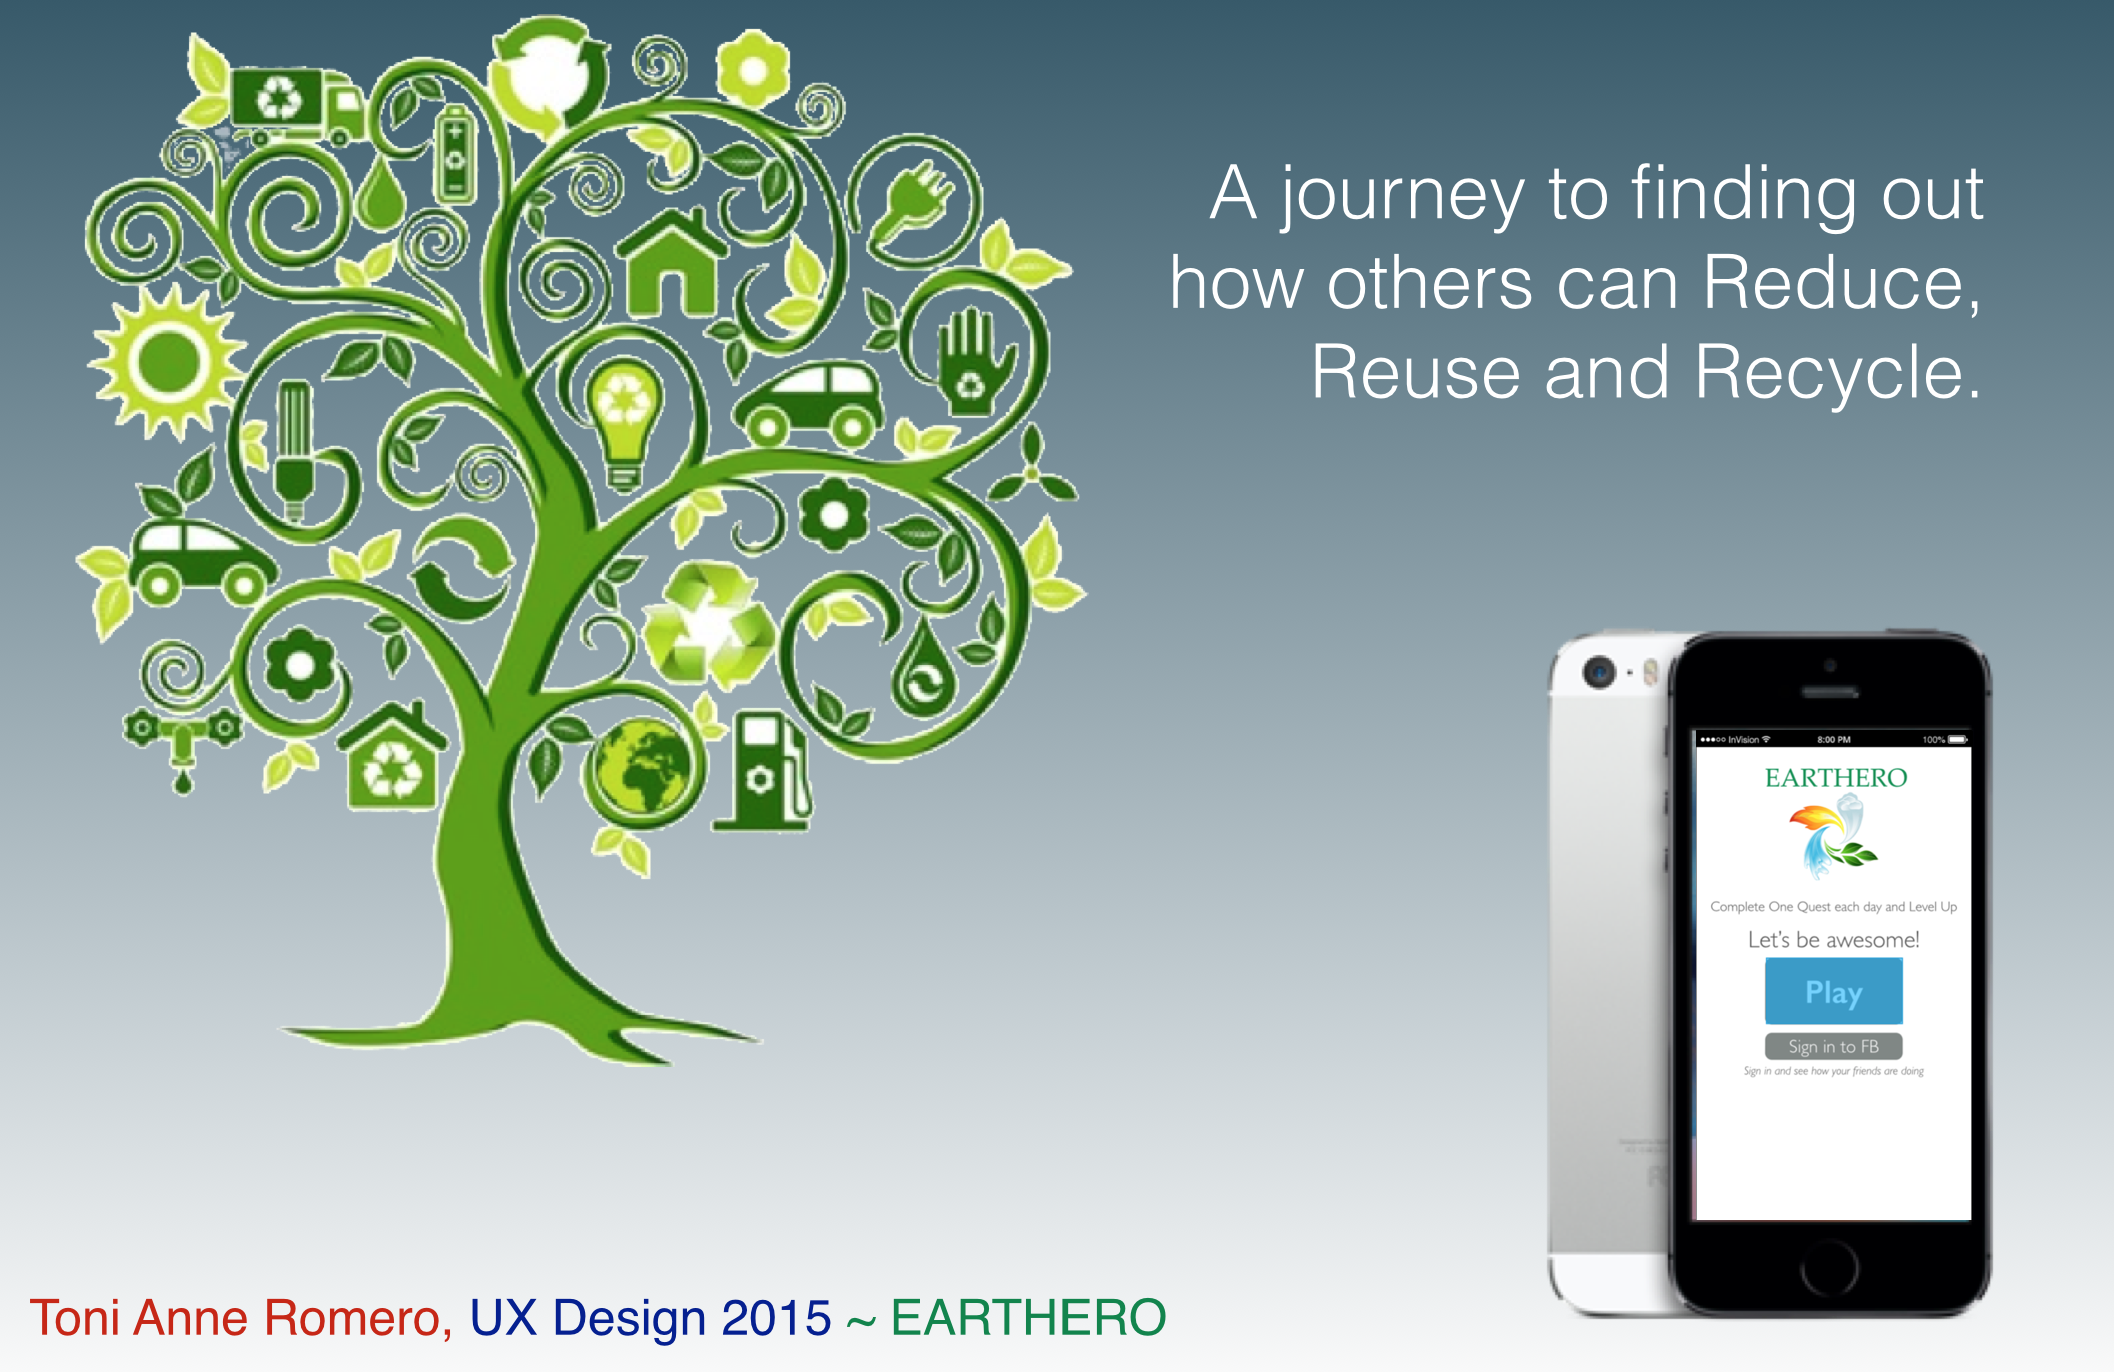 A journey to finding out
how others can Reduce,
Reuse and Recycle.
InVision 8:00 PM 100%
EARTHERO
Complete One Quest each day and Level Up
Let's be awesome!
Play
Sign in to FB
Sign in and see how your friends are doing
Toni Anne Romero, UX Design 2015 ~ EARTHERO